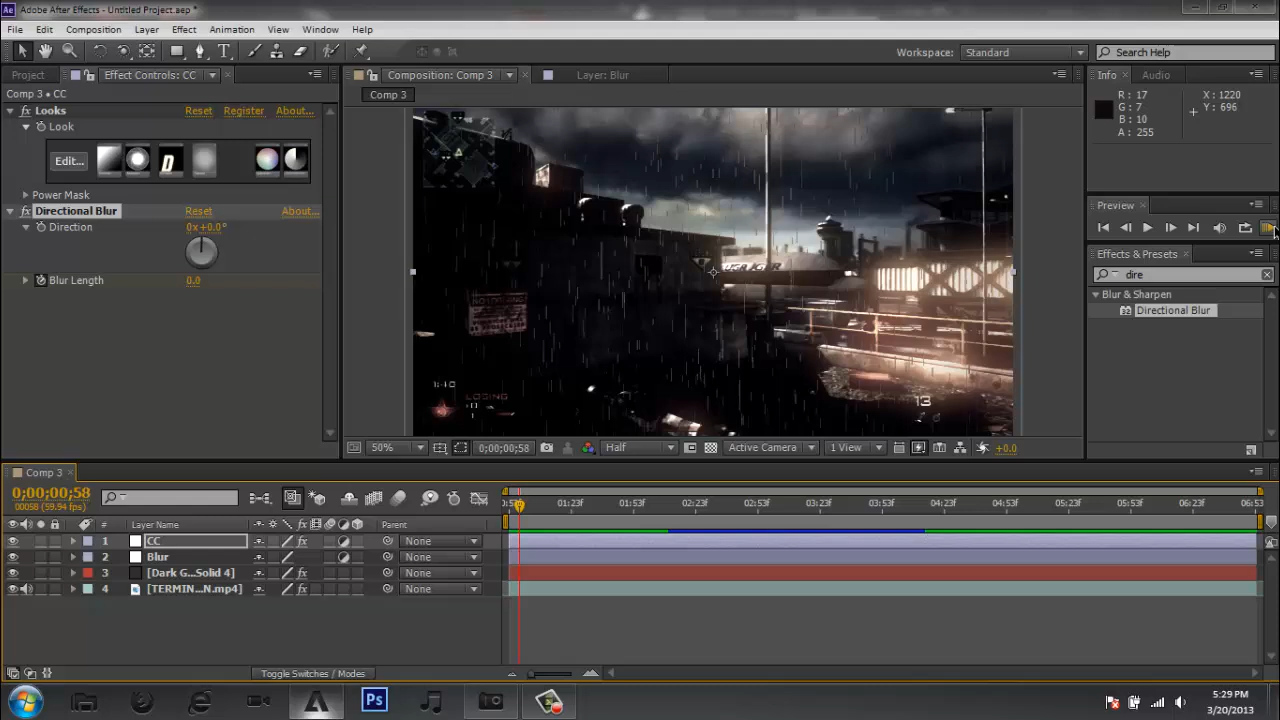 Adobe After Effects - Untitled Project.aep *
File Edit Composition Layer Effect Animation View Window Help
Workspace: Standard Search Help
Project Effect Controls: CC Composition: Comp 3 Layer: Blur Info Audio
Comp 3 • CC Comp 3
Looks Reset Register About...
R: 17 X: 1220
G: 7 Y: 696
B: 10
A: 255
Look
Edit...
Power Mask
Preview
Directional Blur Reset About...
Direction 0x+0.0°
Effects & Presets
dire
Blur Length 0.0
Blur & Sharpen
Directional Blur
1:10
LOSING
13
50% 0;00;00;58 Half Active Camera 1 View +0.0
Comp 3
0;00;00;58
00058 (59.94 fps)
01:23f 01:53f 02:23f 02:53f 03:23f 03:53f 04:23f 04:53f 05:23f 05:53f 06:23f 06:53
# Layer Name Parent
1 CC None
2 Blur None
3 [Dark G...Solid 4] None
4 [TERMIN...N.mp4] None
Toggle Switches / Modes
Ps
5:29 PM
3/20/2013